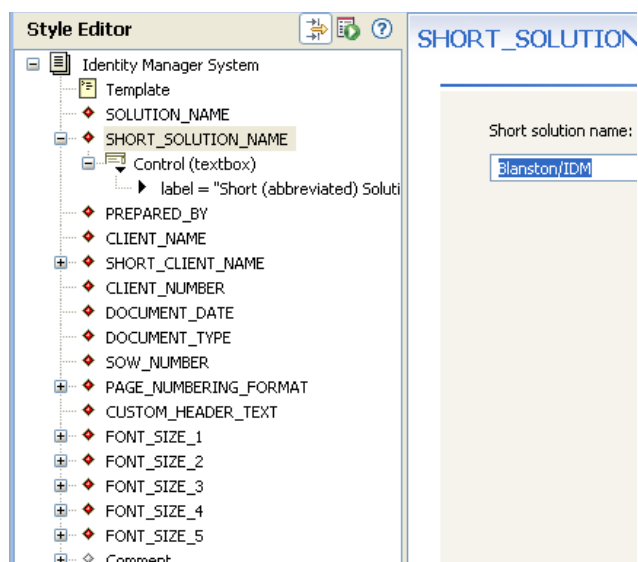 Style Editor
SHORT_SOLUTION
Identity Manager System
Template
SOLUTION_NAME
SHORT_SOLUTION_NAME
Control (textbox)
label = "Short (abbreviated) Soluti
PREPARED_BY
CLIENT_NAME
SHORT_CLIENT_NAME
CLIENT_NUMBER
DOCUMENT_DATE
DOCUMENT_TYPE
SOW_NUMBER
PAGE_NUMBERING_FORMAT
CUSTOM_HEADER_TEXT
FONT_SIZE_1
FONT_SIZE_2
FONT_SIZE_3
FONT_SIZE_4
FONT_SIZE_5
Comment
Short solution name:
Blanston/IDM